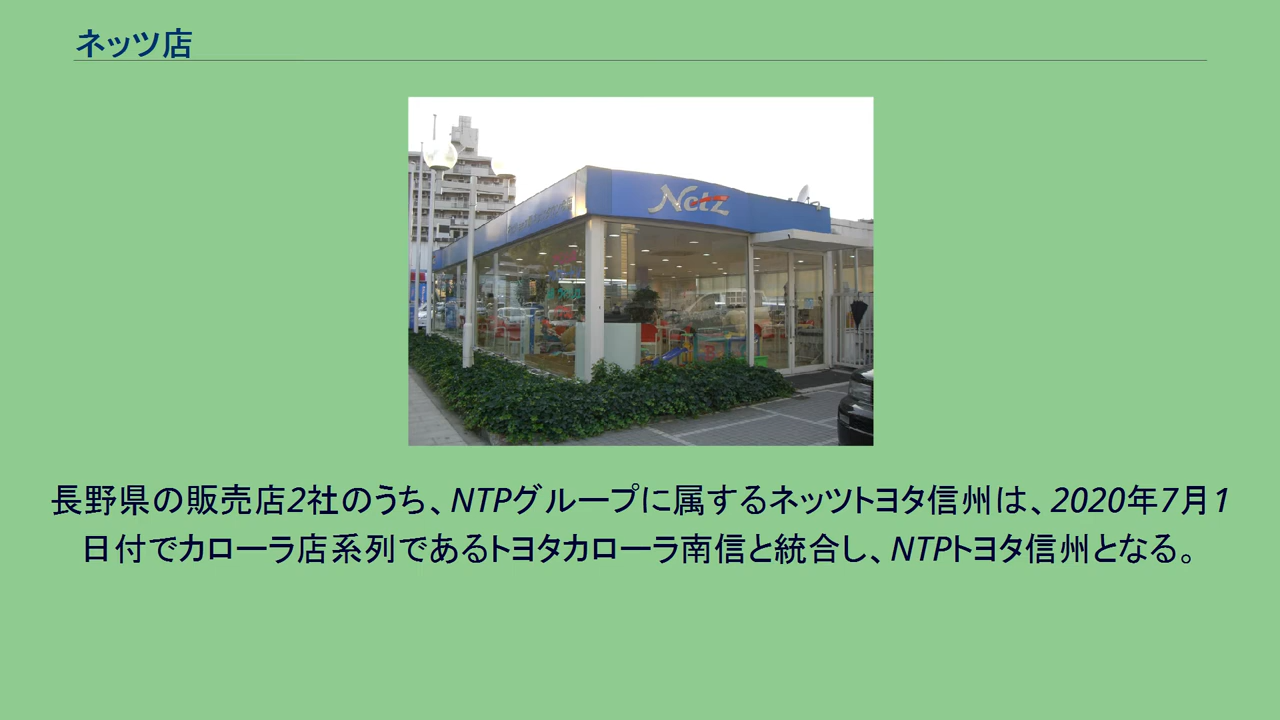 ネッツ店
Netz
長野県の販売店2社のうち、NTPグループに属するネッツトヨタ信州は、2020年7月1
日付でカローラ店系列であるトヨタカローラ南信と統合し、NTPトヨタ信州となる。